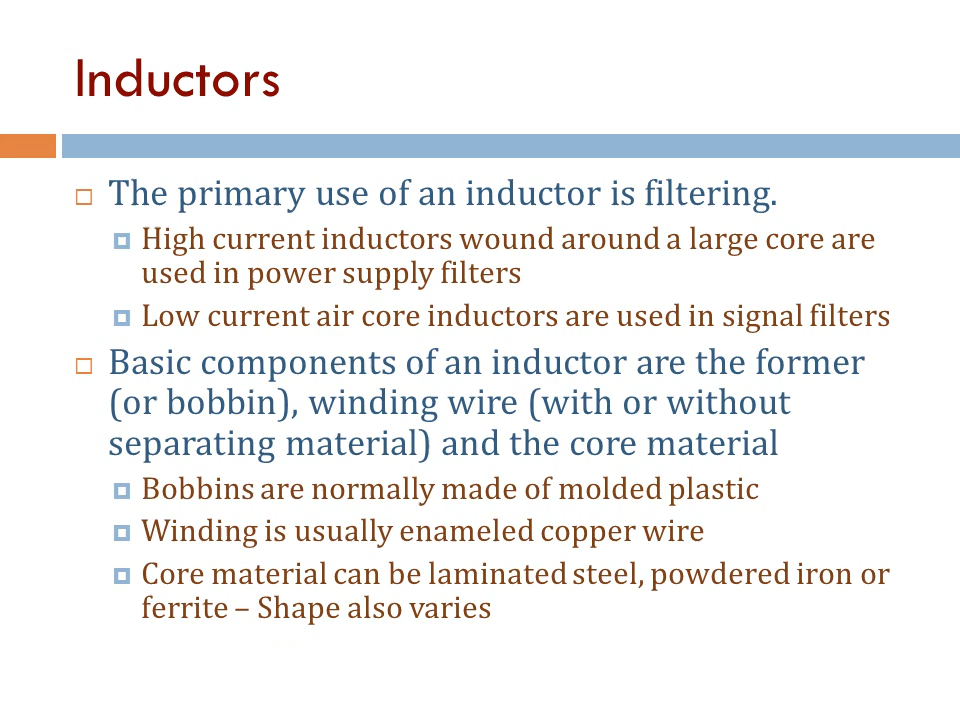 Inductors
The primary use of an inductor is filtering.
High current inductors wound around a large core are
used in power supply filters
Low current air core inductors are used in signal filters
Basic components of an inductor are the former
(or bobbin), winding wire (with or without
separating material) and the core material
Bobbins are normally made of molded plastic
Winding is usually enameled copper wire
Core material can be laminated steel, powdered iron or
ferrite – Shape also varies